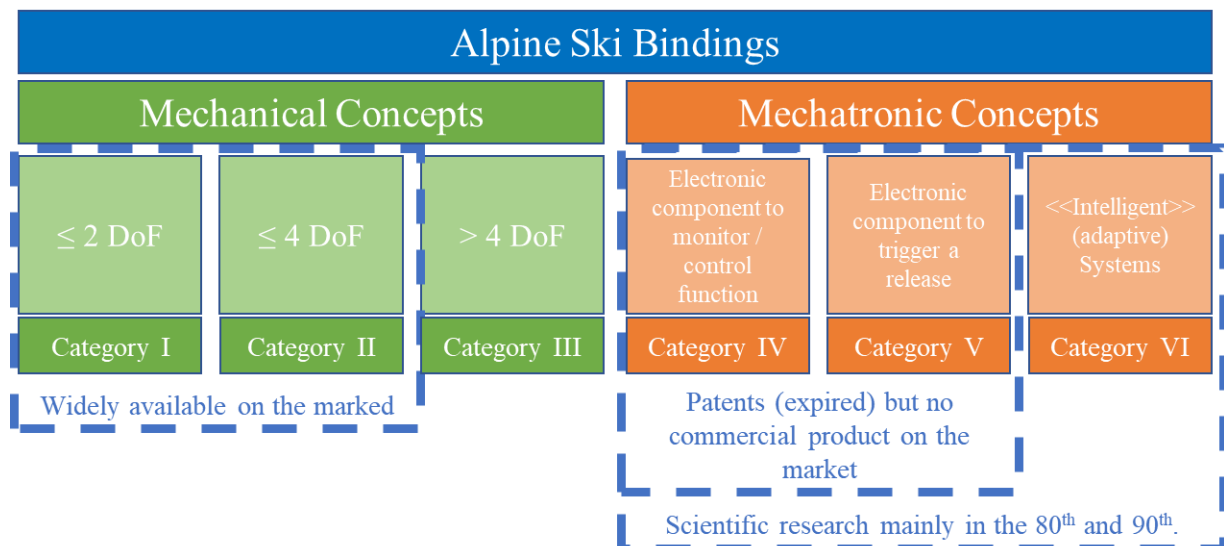 Alpine Ski Bindings
Mechanical Concepts
Mechatronic Concepts
≤ 2 DoF
≤ 4 DoF
> 4 DoF
Electronic
component to
monitor /
control
function
Electronic
component to
trigger a
release
<<Intelligent>>
(adaptive)
Systems
Category I
Category II
Category III
Category IV
Category V
Category VI
Widely available on the marked
Patents (expired) but no
commercial product on the
market
Scientific research mainly in the 80th and 90th.